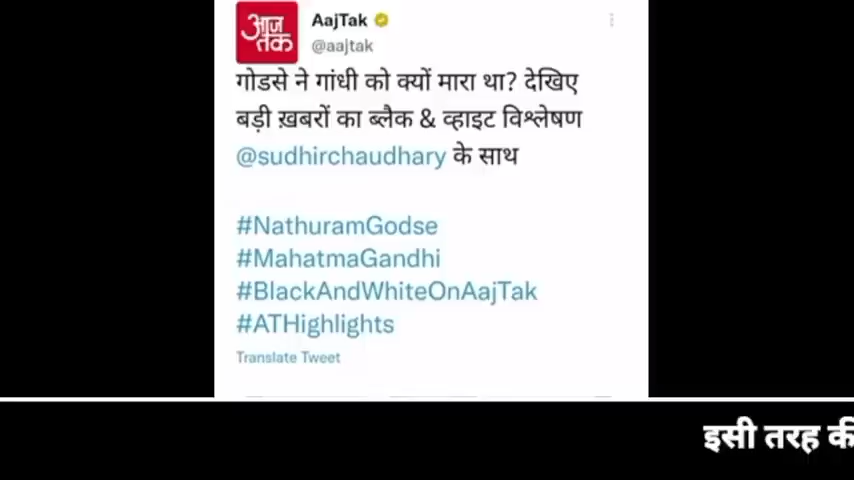 आज तक
AajTak
@aajtak
गोडसे ने गांधी को क्यों मारा था? देखिए
बड़ी ख़बरों का ब्लैक & व्हाइट विश्लेषण
@sudhirchaudhary के साथ
#NathuramGodse
#MahatmaGandhi
#BlackAndWhiteOnAajTak
#ATHighlights
Translate Tweet
इसी तरह की